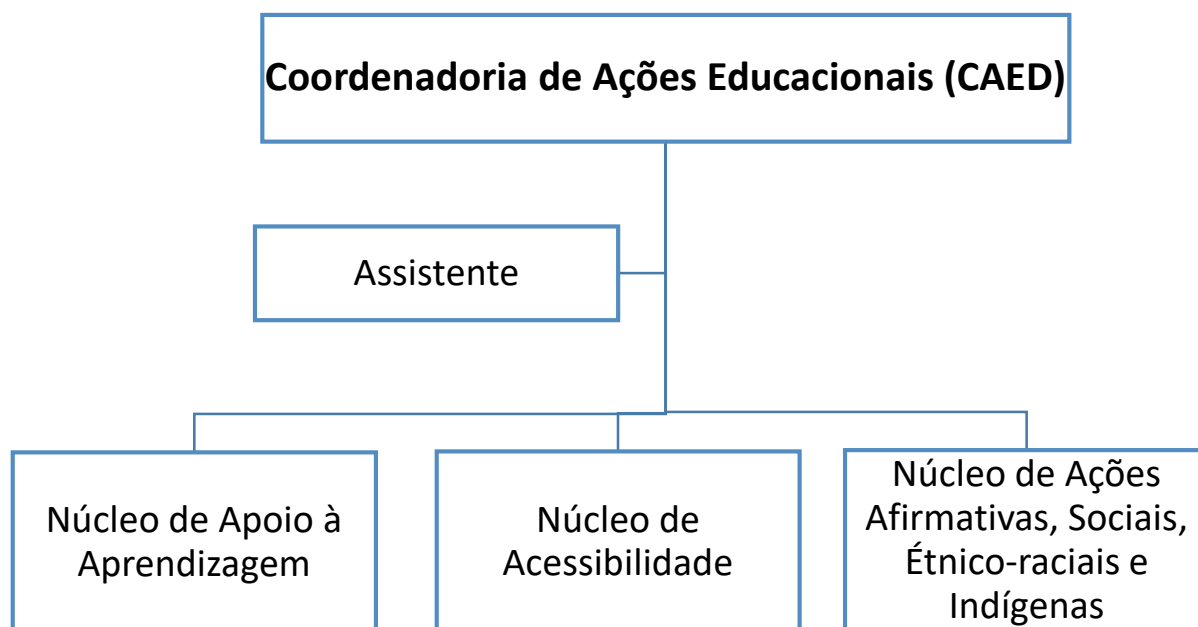 Coordenadoria de Ações Educacionais (CAED)
Assistente
Núcleo de Apoio à
Aprendizagem
Núcleo de
Acessibilidade
Núcleo de Ações
Afirmativas, Sociais,
Étnico-raciais e
Indígenas